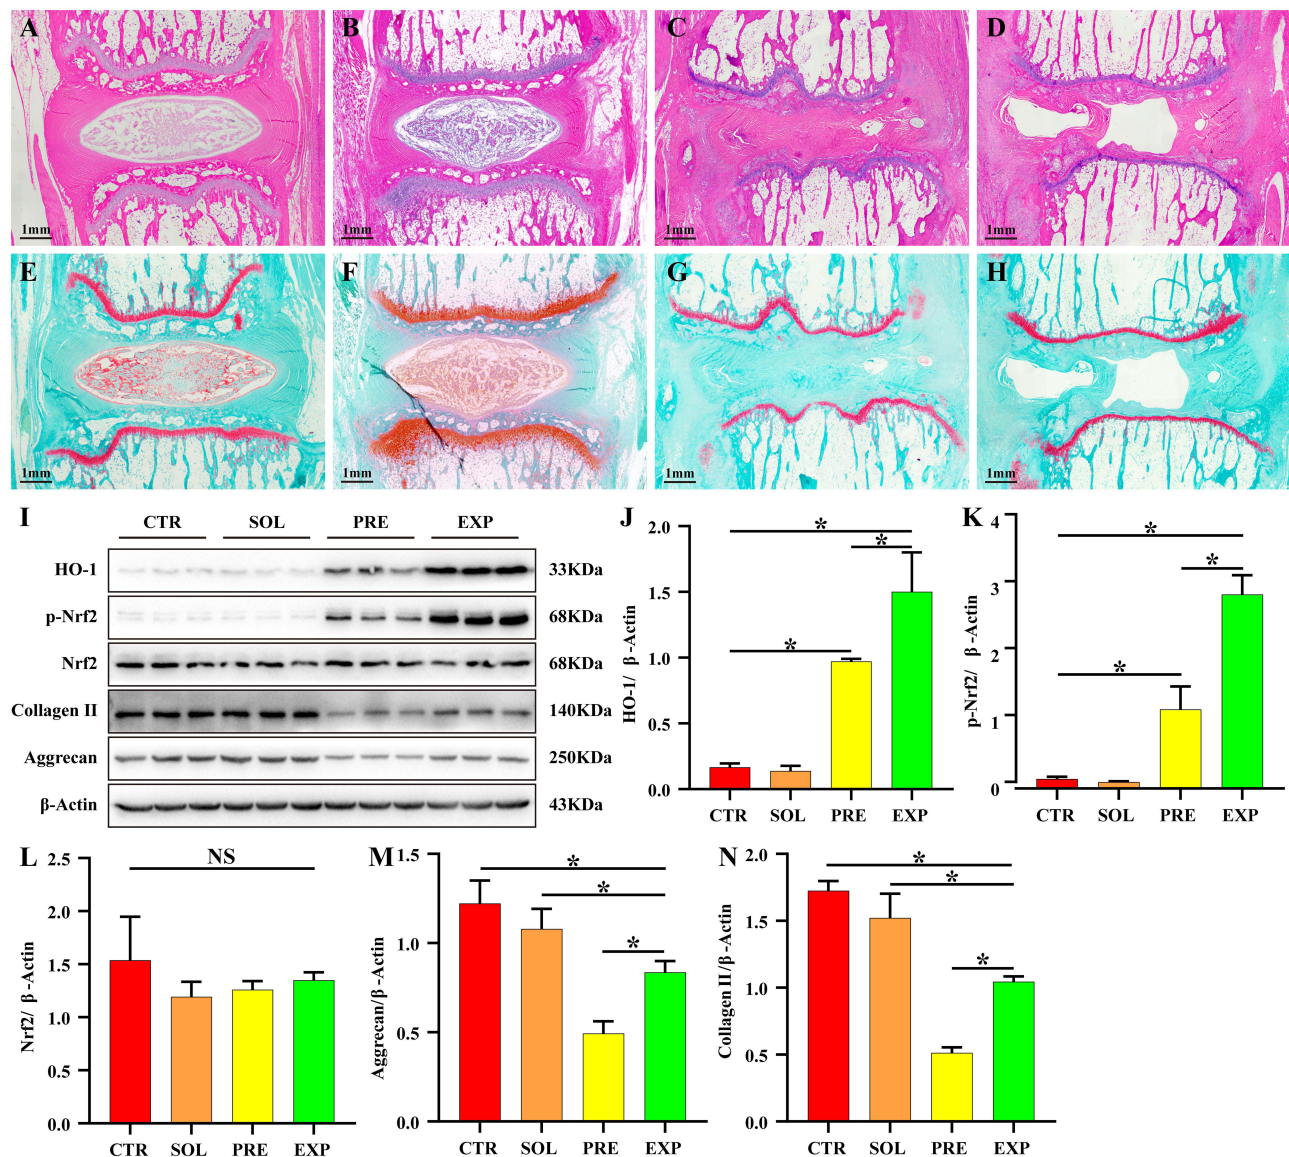 A
B
C
D
1mm
1mm
1mm
1mm
E
F
G
H
1mm
1mm
1mm
1mm
I
CTR SOL PRE EXP
HO-1 33KDa
p-Nrf2 68KDa
Nrf2 68KDa
Collagen II 140KDa
Aggrecan 250KDa
β-Actin 43KDa
J
HO-1/ β-Actin
2.0
1.5
1.0
0.5
0.0
* * *
CTR SOL PRE EXP
K
p-Nrf2/ β-Actin
4
3
2
1
0
* * *
CTR SOL PRE EXP
L
Nrf2/ β-Actin
2.5
2.0
1.5
1.0
0.5
0.0
NS
CTR SOL PRE EXP
M
Aggrecan/β-Actin
1.5
1.0
0.5
0.0
* * *
CTR SOL PRE EXP
N
Collagen II/β-Actin
2.0
1.5
1.0
0.5
0.0
* * *
CTR SOL PRE EXP